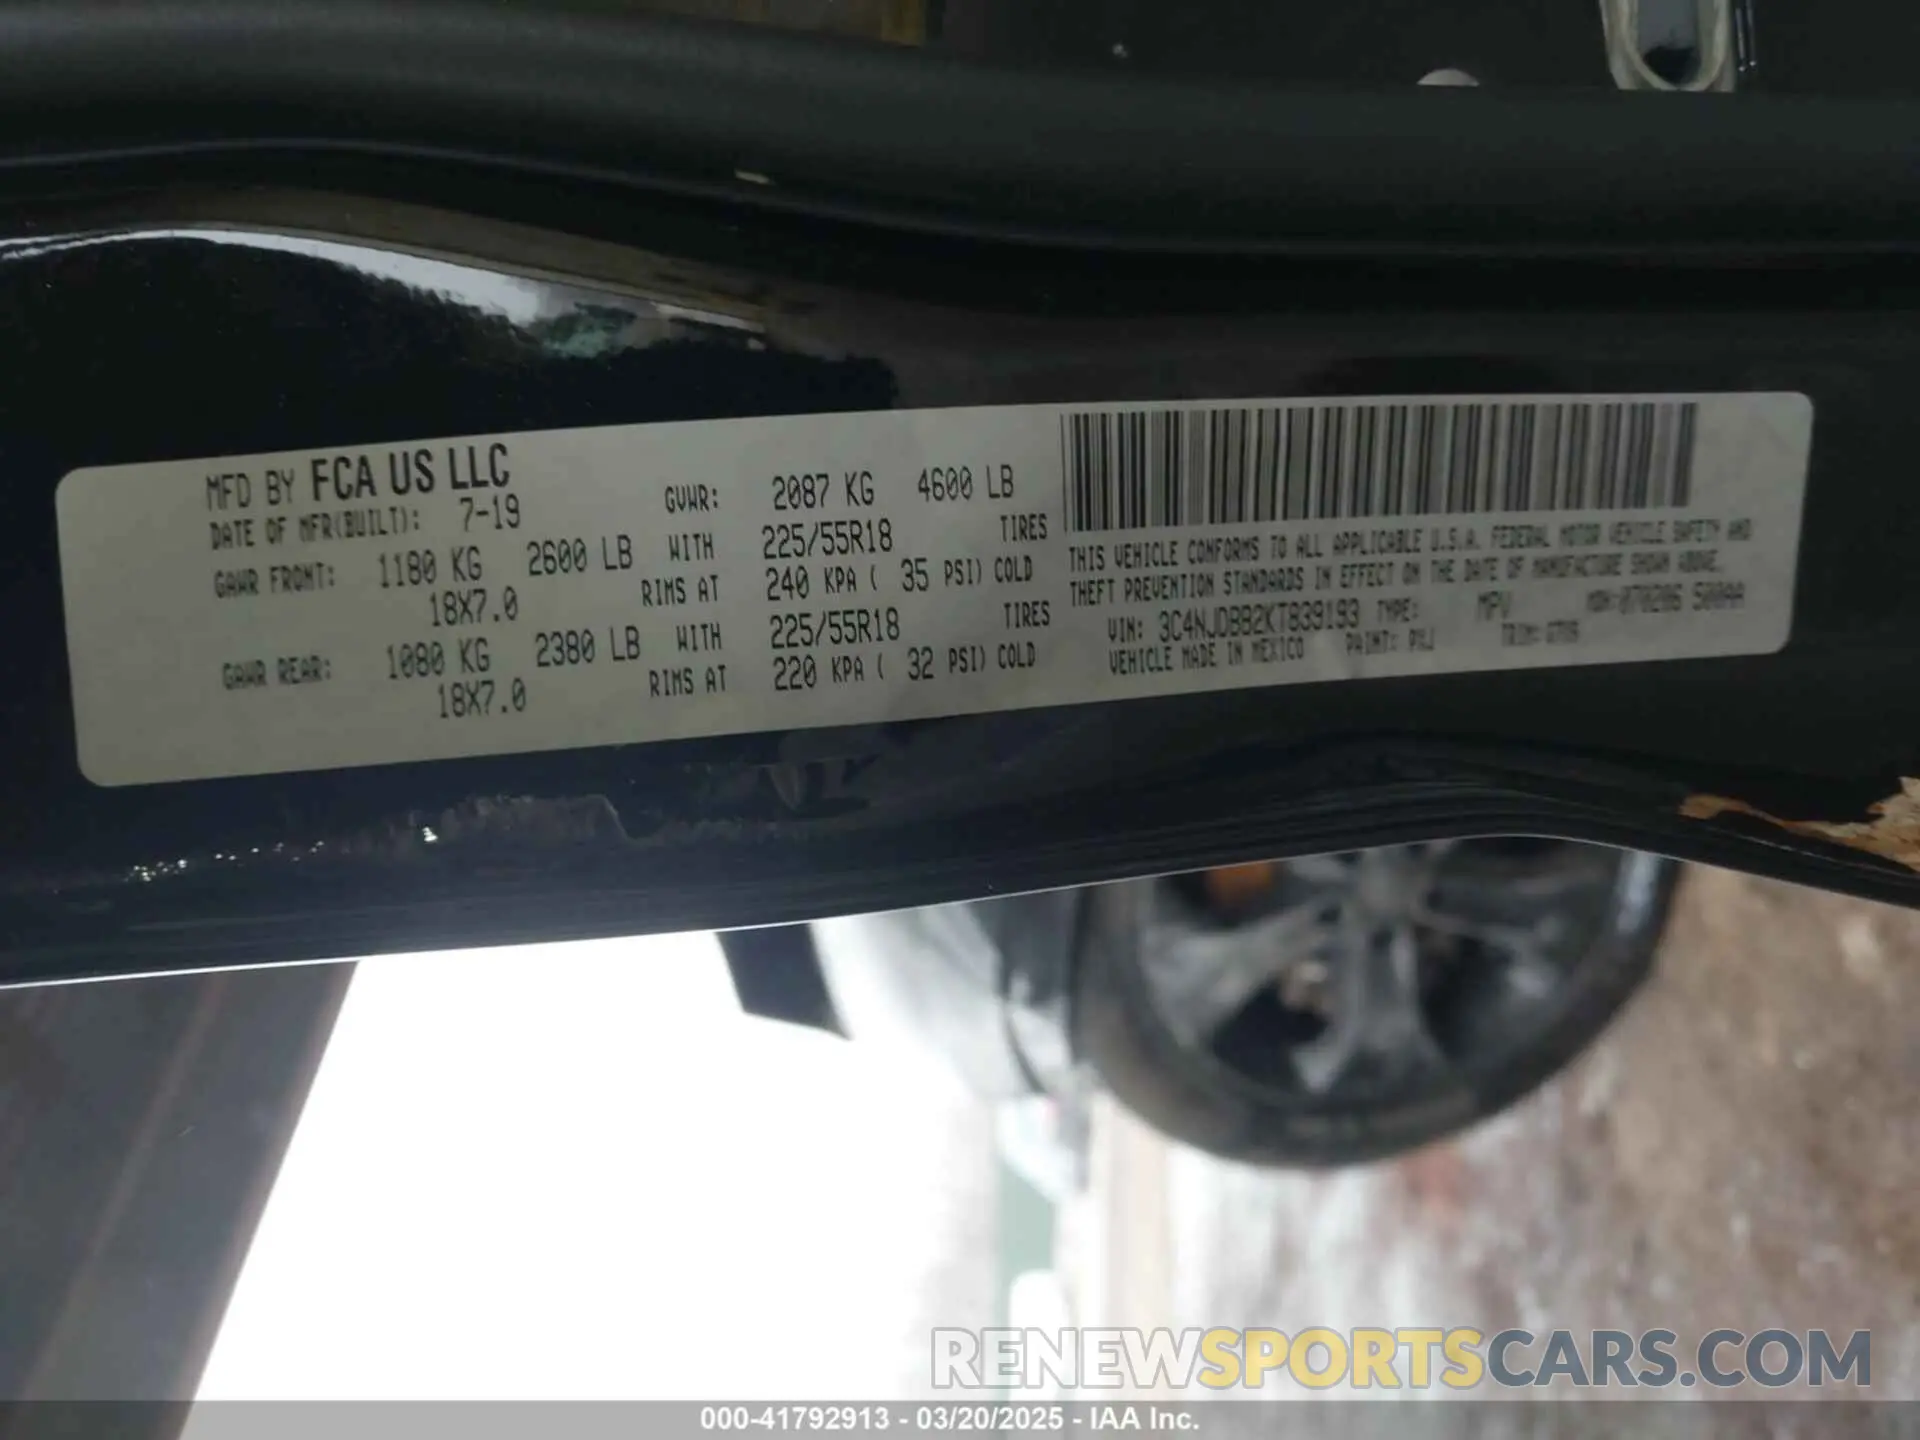 MFD BY FCA US LLC
DATE OF MFR(BUILT): 7-19
GVWR: 2087 KG 4600 LB
GAWR FRONT: 1180 KG 2600 LB WITH 225/55R18 TIRES
18X7.0 RIMS AT 240 KPA ( 35 PSI) COLD
GAWR REAR: 1080 KG 2380 LB WITH 225/55R18 TIRES
18X7.0 RIMS AT 220 KPA ( 32 PSI) COLD
THIS VEHICLE CONFORMS TO ALL APPLICABLE U.S.A. FEDERAL MOTOR VEHICLE SAFETY AND
THEFT PREVENTION STANDARDS IN EFFECT ON THE DATE OF MANUFACTURE SHOWN ABOVE.
VIN: 3C4NJDBB2KT839193 TYPE: MPV MDH:070206 500AA
VEHICLE MADE IN MEXICO PAINT: PXJ TRIM:
RENEWSPORTSCARS.COM
000-41792913 - 03/20/2025 - IAA Inc.